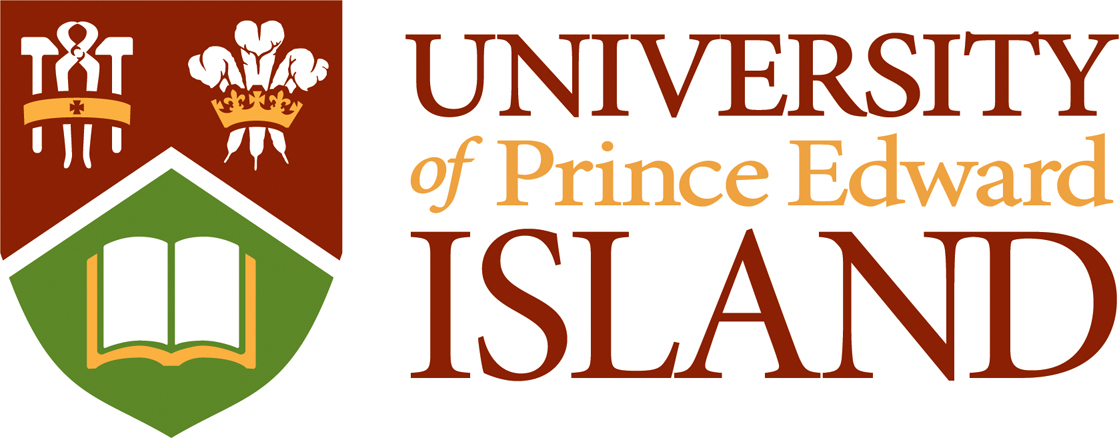 UNIVERSITY
of Prince Edward
ISLAND